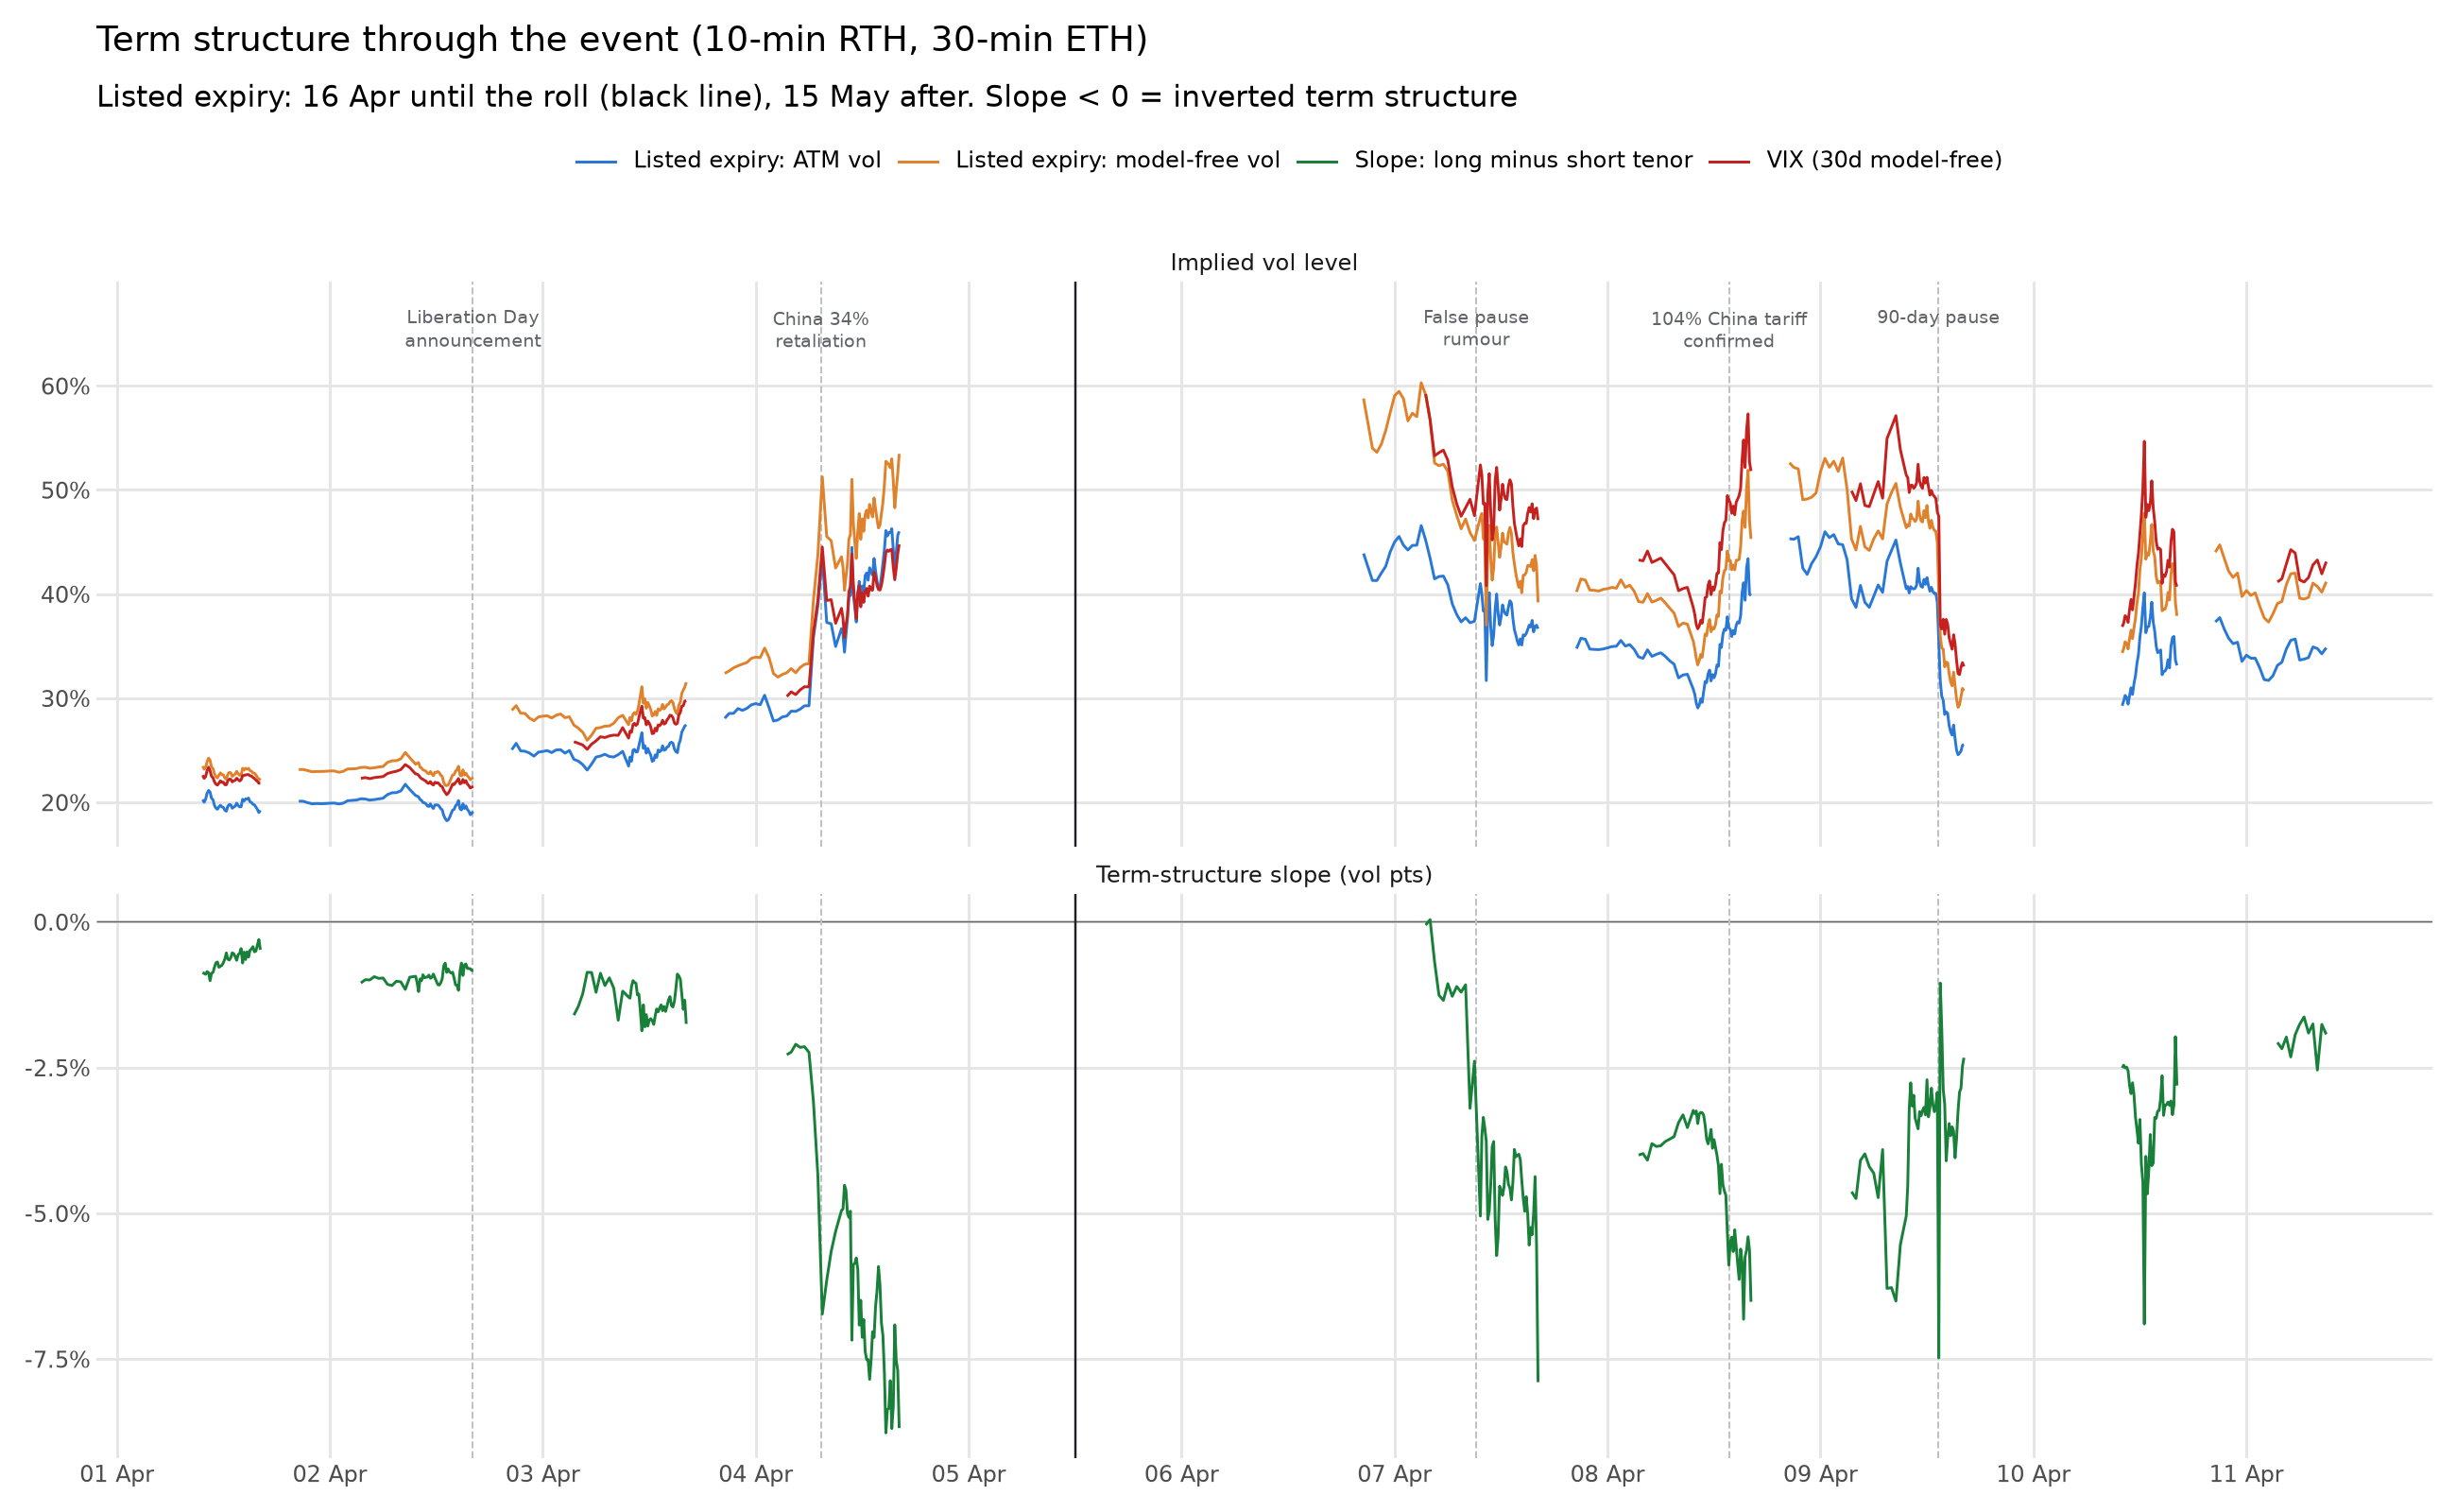 Term structure through the event (10-min RTH, 30-min ETH)
Listed expiry: 16 Apr until the roll (black line), 15 May after. Slope < 0 = inverted term structure
Listed expiry: ATM vol
Listed expiry: model-free vol
Slope: long minus short tenor
VIX (30d model-free)
Implied vol level
Liberation Day
announcement
China 34%
retaliation
False pause
rumour
104% China tariff
confirmed
90-day pause
60%
50%
40%
30%
20%
Term-structure slope (vol pts)
0.0%
-2.5%
-5.0%
-7.5%
01 Apr
02 Apr
03 Apr
04 Apr
05 Apr
06 Apr
07 Apr
08 Apr
09 Apr
10 Apr
11 Apr